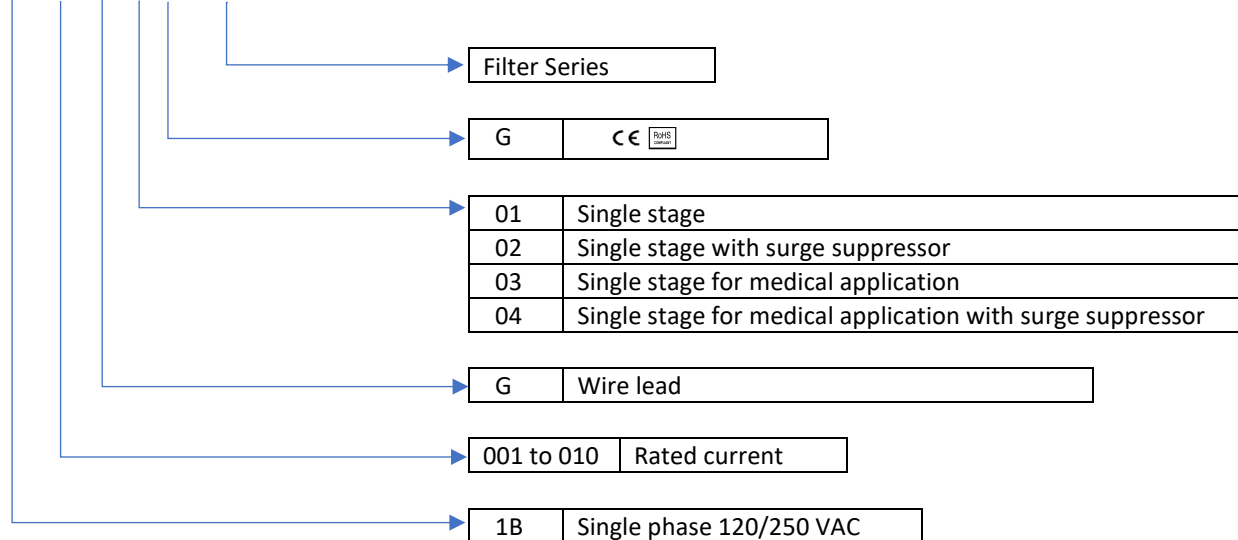 Filter Series
G CE RoHS COMPLIANT
01 Single stage
02 Single stage with surge suppressor
03 Single stage for medical application
04 Single stage for medical application with surge suppressor
G Wire lead
001 to 010 Rated current
1B Single phase 120/250 VAC